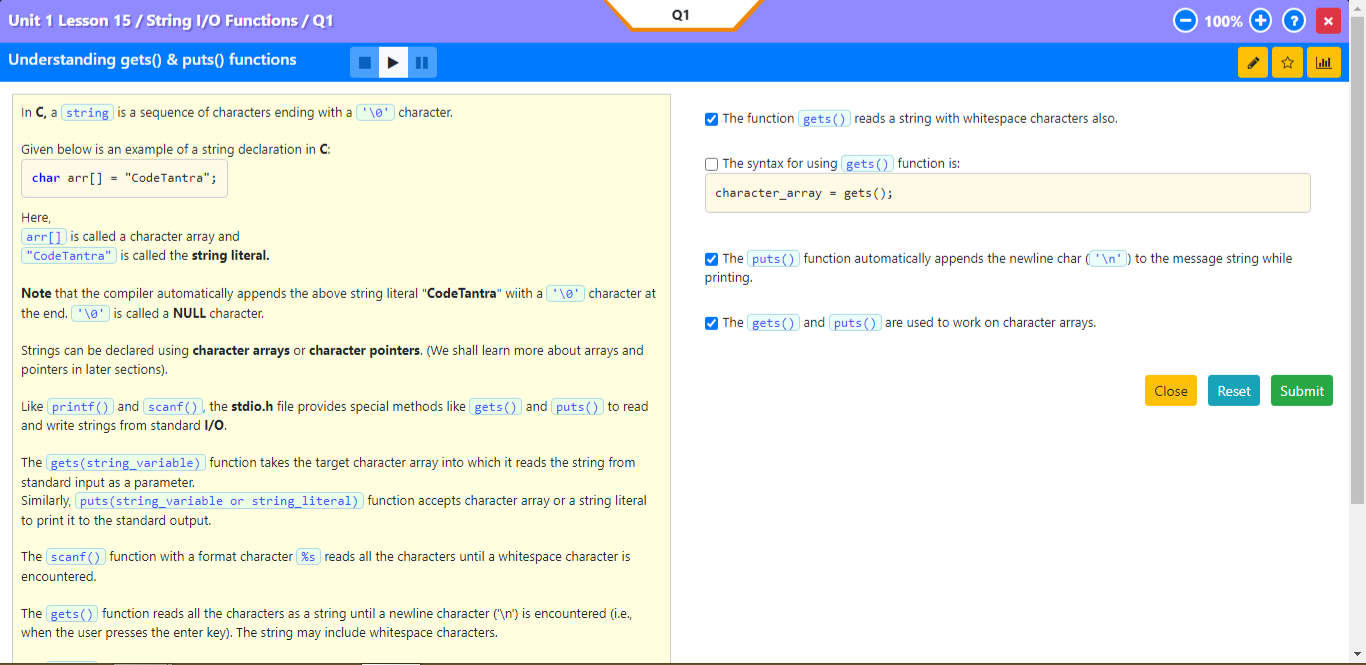 Unit 1 Lesson 15 / String I/O Functions / Q1
Q1
100%
Understanding gets() & puts() functions
In C, a string is a sequence of characters ending with a '\0' character.
Given below is an example of a string declaration in C:
char arr[] = "CodeTantra";
Here,
arr[] is called a character array and
"CodeTantra" is called the string literal.
Note that the compiler automatically appends the above string literal "CodeTantra" wiith a '\0' character at
the end. '\0' is called a NULL character.
Strings can be declared using character arrays or character pointers. (We shall learn more about arrays and
pointers in later sections).
Like printf() and scanf(), the stdio.h file provides special methods like gets() and puts() to read
and write strings from standard I/O.
The gets(string_variable) function takes the target character array into which it reads the string from
standard input as a parameter.
Similarly, puts(string_variable or string_literal) function accepts character array or a string literal
to print it to the standard output.
The scanf() function with a format character %s reads all the characters until a whitespace character is
encountered.
The gets() function reads all the characters as a string until a newline character ('\n') is encountered (i.e.,
when the user presses the enter key). The string may include whitespace characters.
The function gets() reads a string with whitespace characters also.
The syntax for using gets() function is:
character_array = gets();
The puts() function automatically appends the newline char ('\n') to the message string while
printing.
The gets() and puts() are used to work on character arrays.
Close
Reset
Submit